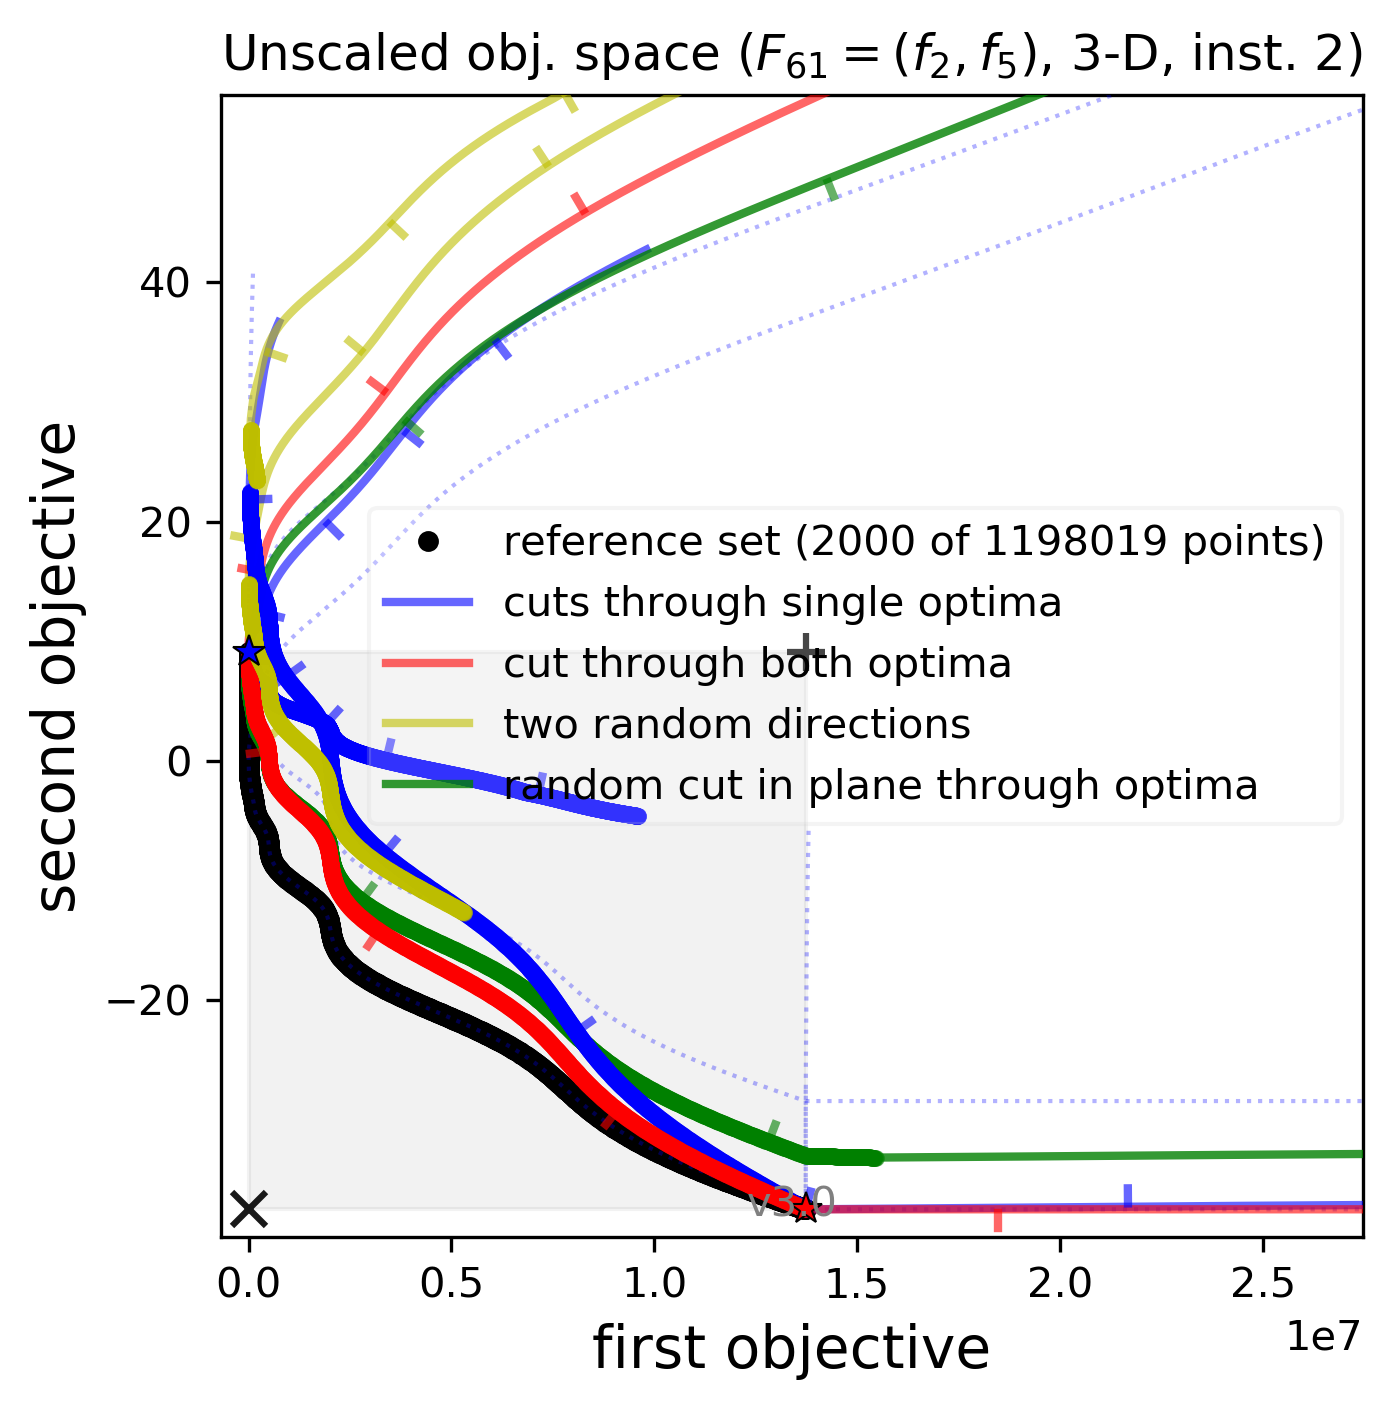 Unscaled obj. space (F₆₁ = (f₂, f₅), 3-D, inst. 2)
40
20
0
−20
second objective
reference set (2000 of 1198019 points)
cuts through single optima
cut through both optima
two random directions
random cut in plane through optima
v3.0
0.0 0.5 1.0 1.5 2.0 2.5
1e7
first objective